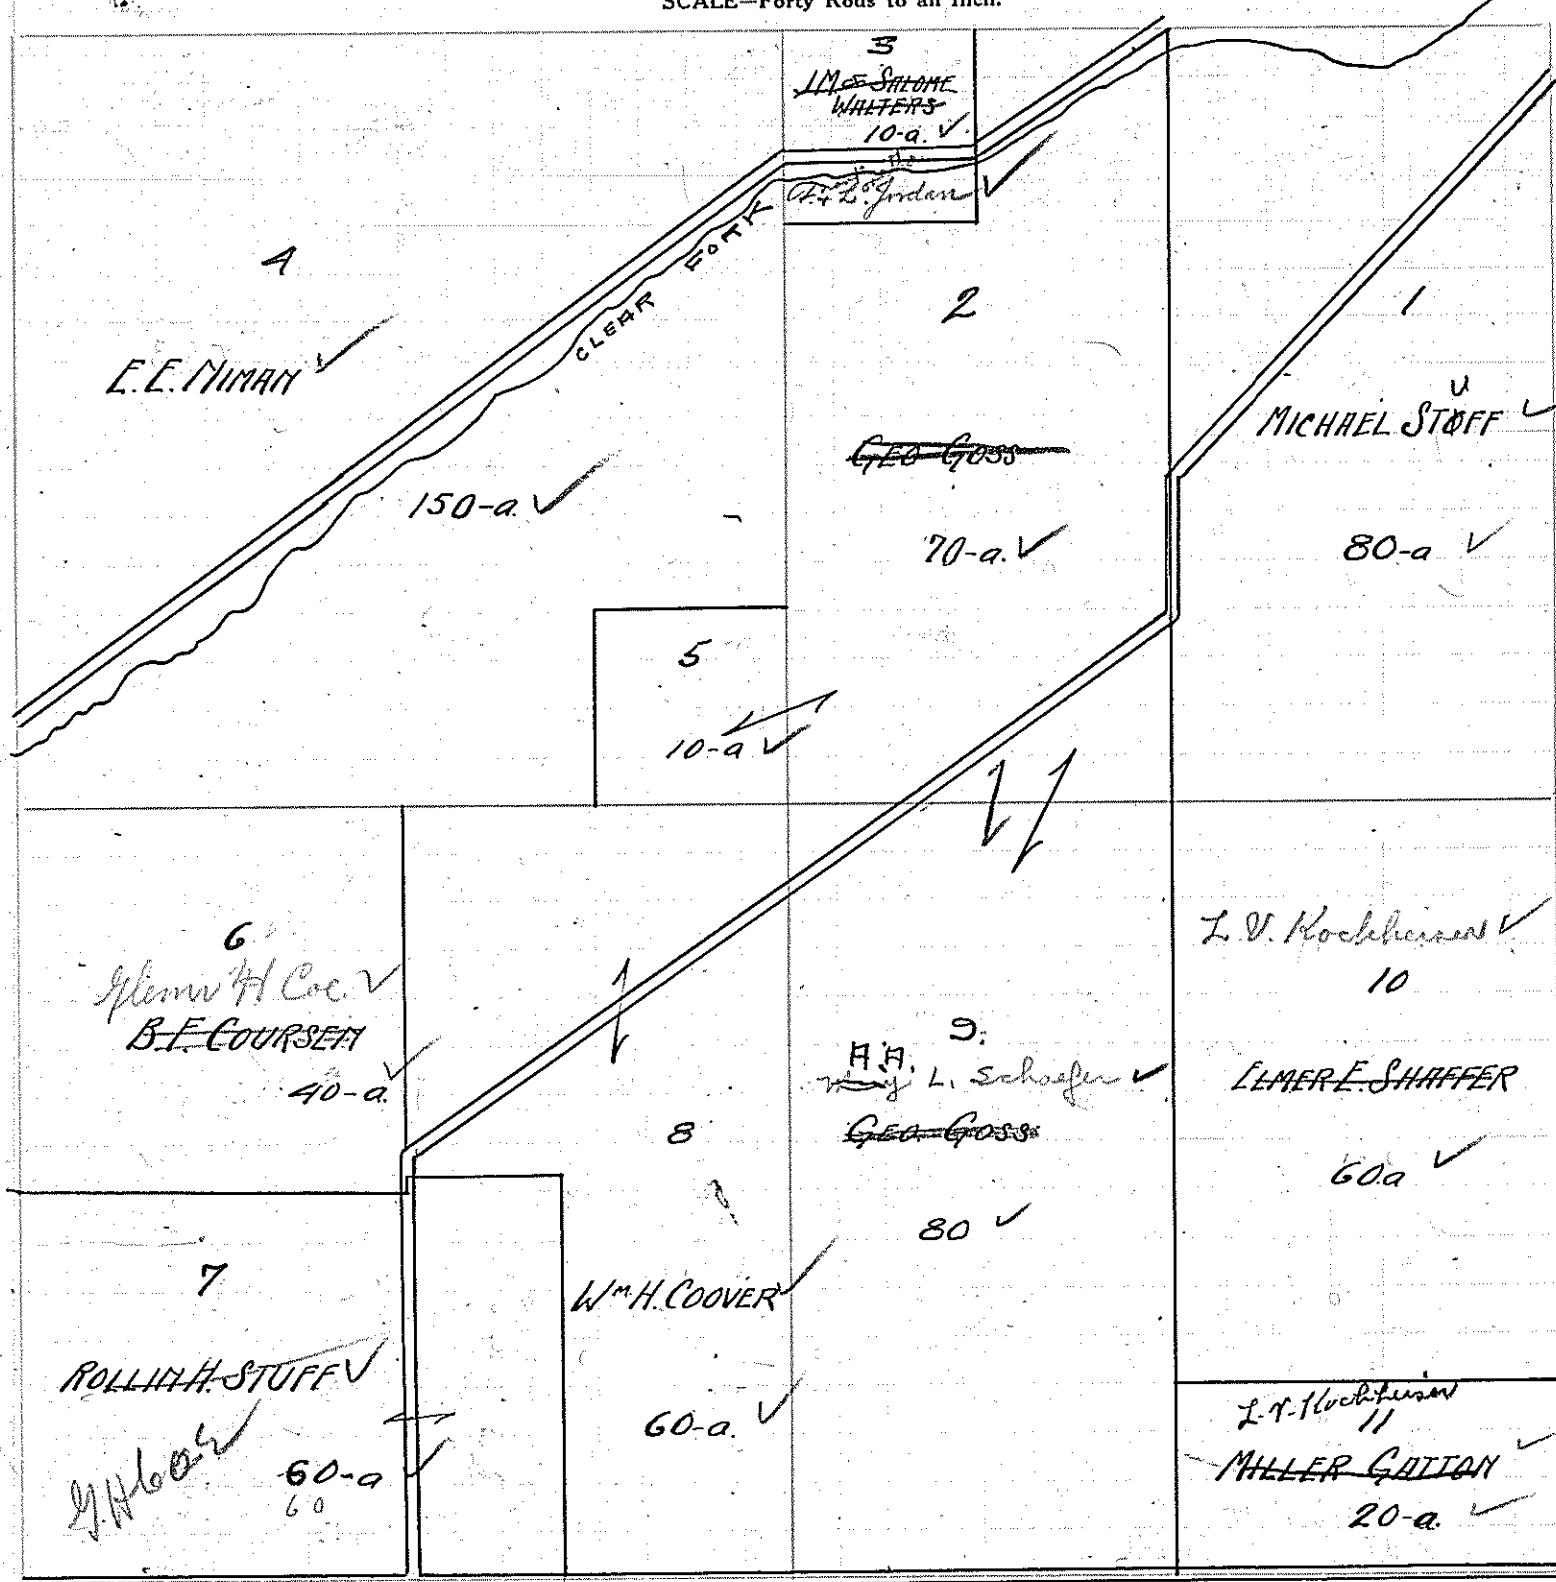 SCALE—Forty Rods to an Inch.
3
J M & SALOME
WALTERS
10-a.
F. & L. Jordan
CLEAR FORK
4
E. E. NIMAN
150-a.
2
GEO GOSS
70-a.
1
U
MICHAEL STOFF
80-a
5
10-a
6
Glenn H Coe
B. F. COURSEN
40-a.
7
ROLLIN H. STUFF
G. H Coe
60-a
60
8
Wm H. COOVER
60-a.
9.
A. A.
L. Schaefer
GEO. GOSS
80
L. V. Kochheiser
10
ELMER E. SHAFFER
60a
L. V. Kochheiser
11
MILLER GATTON
20-a.